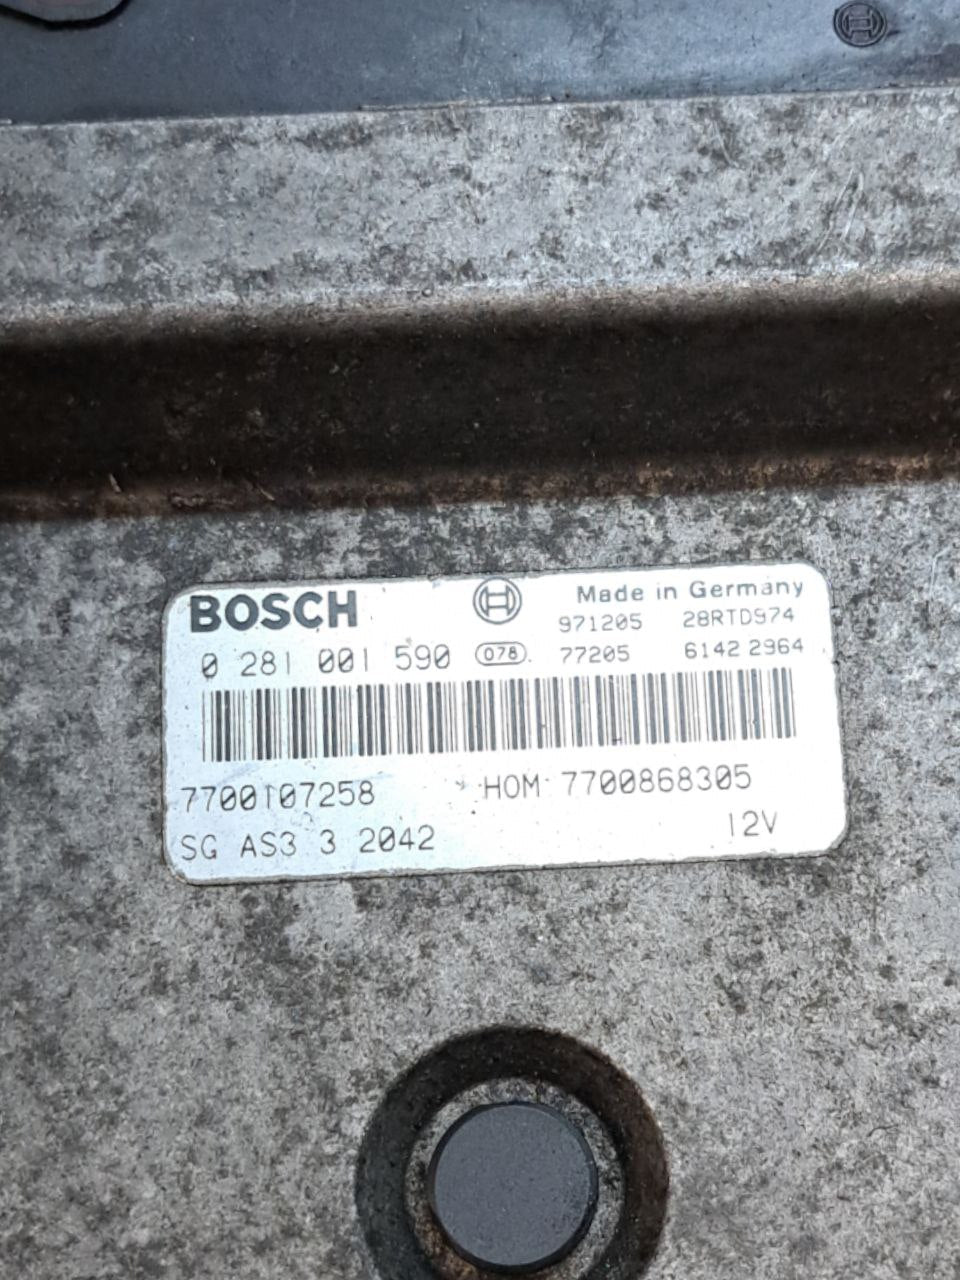 BOSCH
Made in Germany
971205 28RTD974
0 281 001 590 078 77205 6142 2964
7700107258 HOM 7700868305
SG AS3 3 2042 12V